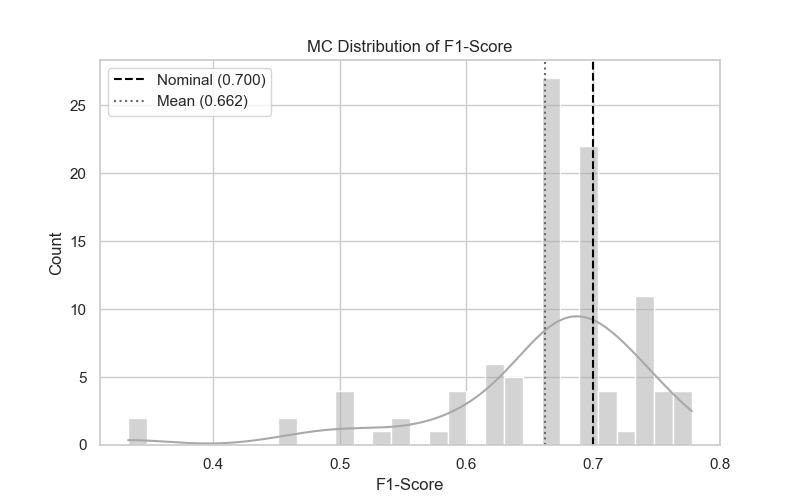 MC Distribution of F1-Score
Nominal (0.700)
Mean (0.662)
Count
25
20
15
10
5
0
0.4 0.5 0.6 0.7 0.8
F1-Score